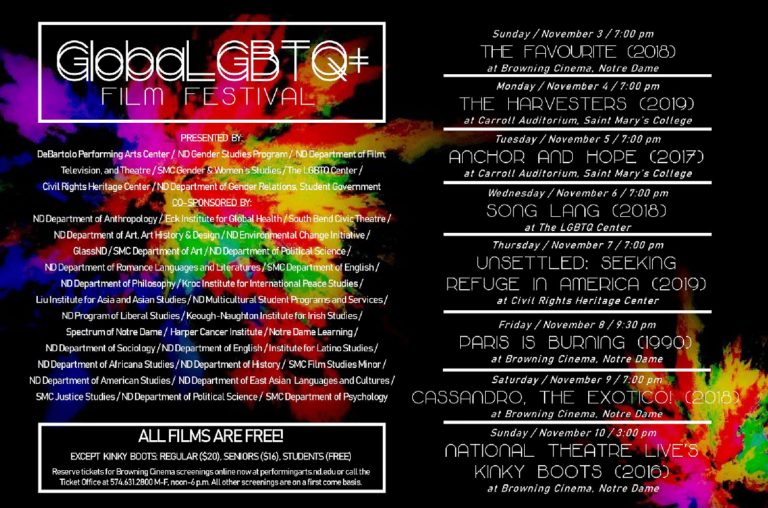 GlobaLGBTQ+
FILM FESTIVAL
PRESENTED BY:
DeBartolo Performing Arts Center / ND Gender Studies Program / ND Department of Film,
Television, and Theatre / SMC Gender & Women's Studies / The LGBTQ Center /
Civil Rights Heritage Center / ND Department of Gender Relations, Student Government
CO-SPONSORED BY:
ND Department of Anthropology / Eck Institute for Global Health / South Bend Civic Theatre /
ND Department of Art, Art History & Design / ND Environmental Change Initiative /
GlassND / SMC Department of Art / ND Department of Political Science /
ND Department of Romance Languages and Literatures / SMC Department of English /
ND Department of Philosophy / Kroc Institute for International Peace Studies /
Liu Institute for Asia and Asian Studies / ND Multicultural Student Programs and Services /
ND Program of Liberal Studies / Keough-Naughton Institute for Irish Studies /
Spectrum of Notre Dame / Harper Cancer Institute / Notre Dame Learning /
ND Department of Sociology / ND Department of English / Institute for Latino Studies /
ND Department of Africana Studies / ND Department of History / SMC Film Studies Minor /
ND Department of American Studies / ND Department of East Asian Languages and Cultures /
SMC Justice Studies / ND Department of Political Science / SMC Department of Psychology
ALL FILMS ARE FREE!
EXCEPT KINKY BOOTS: REGULAR ($20), SENIORS ($16), STUDENTS (FREE)
Reserve tickets for Browning Cinema screenings online now at performingarts.nd.edu or call the
Ticket Office at 574.631.2800 M-F, noon-6 p.m. All other screenings are on a first come basis.
Sunday / November 3 / 7:00 pm
THE FAVOURITE (2018)
at Browning Cinema, Notre Dame
Monday / November 4 / 7:00 pm
THE HARVESTERS (2019)
at Carroll Auditorium, Saint Mary's College
Tuesday / November 5 / 7:00 pm
ANCHOR AND HOPE (2017)
at Carroll Auditorium, Saint Mary's College
Wednesday / November 6 / 7:00 pm
SONG LANG (2018)
at The LGBTQ Center
Thursday / November 7 / 7:00 pm
UNSETTLED: SEEKING
REFUGE IN AMERICA (2019)
at Civil Rights Heritage Center
Friday / November 8 / 9:30 pm
PARIS IS BURNING (1990)
at Browning Cinema, Notre Dame
Saturday / November 9 / 7:00 pm
CASSANDRO, THE EXOTICO! (2018)
at Browning Cinema, Notre Dame
Sunday / November 10 / 3:00 pm
NATIONAL THEATRE LIVE'S
KINKY BOOTS (2016)
at Browning Cinema, Notre Dame